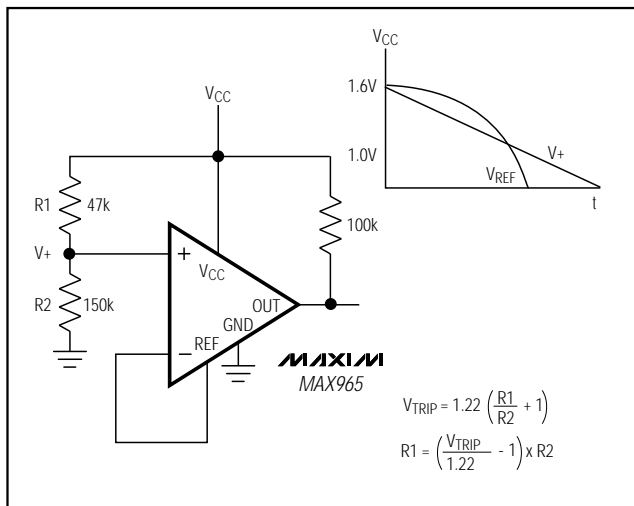 VCC
1.6V
1.0V
V+
VREF
t
VCC
R1 47k
V+
R2 150k
100k
+
VCC
OUT
GND
REF
−
MAXIM
MAX965
VTRIP = 1.22 (R1/R2 + 1)
R1 = (VTRIP/1.22 - 1) x R2